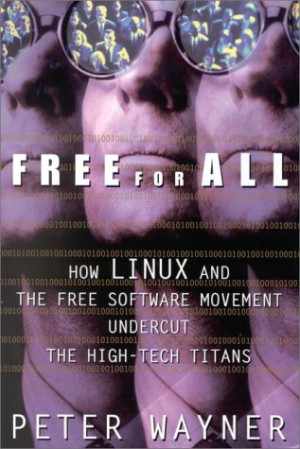 FREE FOR ALL
HOW LINUX AND
THE FREE SOFTWARE MOVEMENT
UNDERCUT
THE HIGH-TECH TITANS
PETER WAYNER